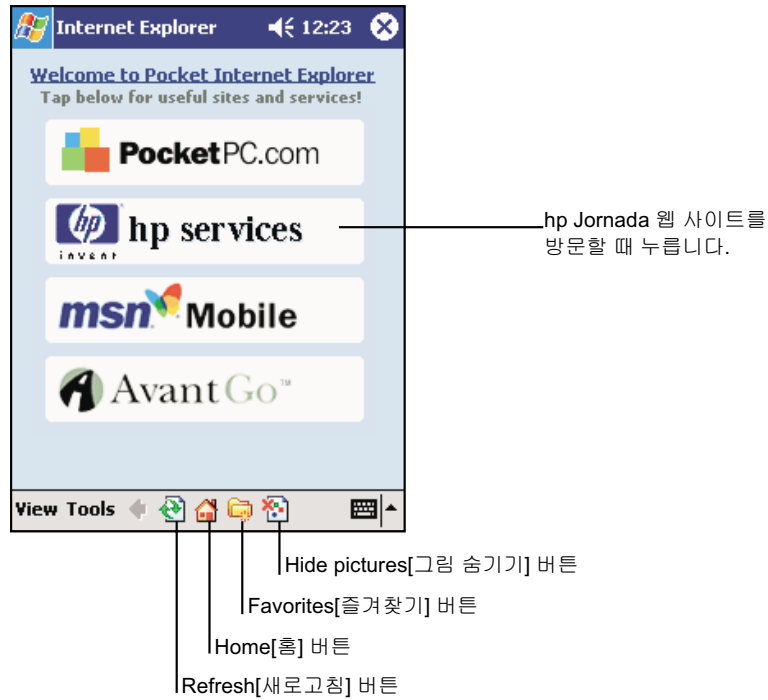 Internet Explorer 12:23
Welcome to Pocket Internet Explorer
Tap below for useful sites and services!
PocketPC.com
hp hp services
invent
hp Jornada 웹 사이트를
방문할 때 누릅니다.
msn Mobile
AvantGo™
View Tools
Hide pictures[그림 숨기기] 버튼
Favorites[즐겨찾기] 버튼
Home[홈] 버튼
Refresh[새로고침] 버튼